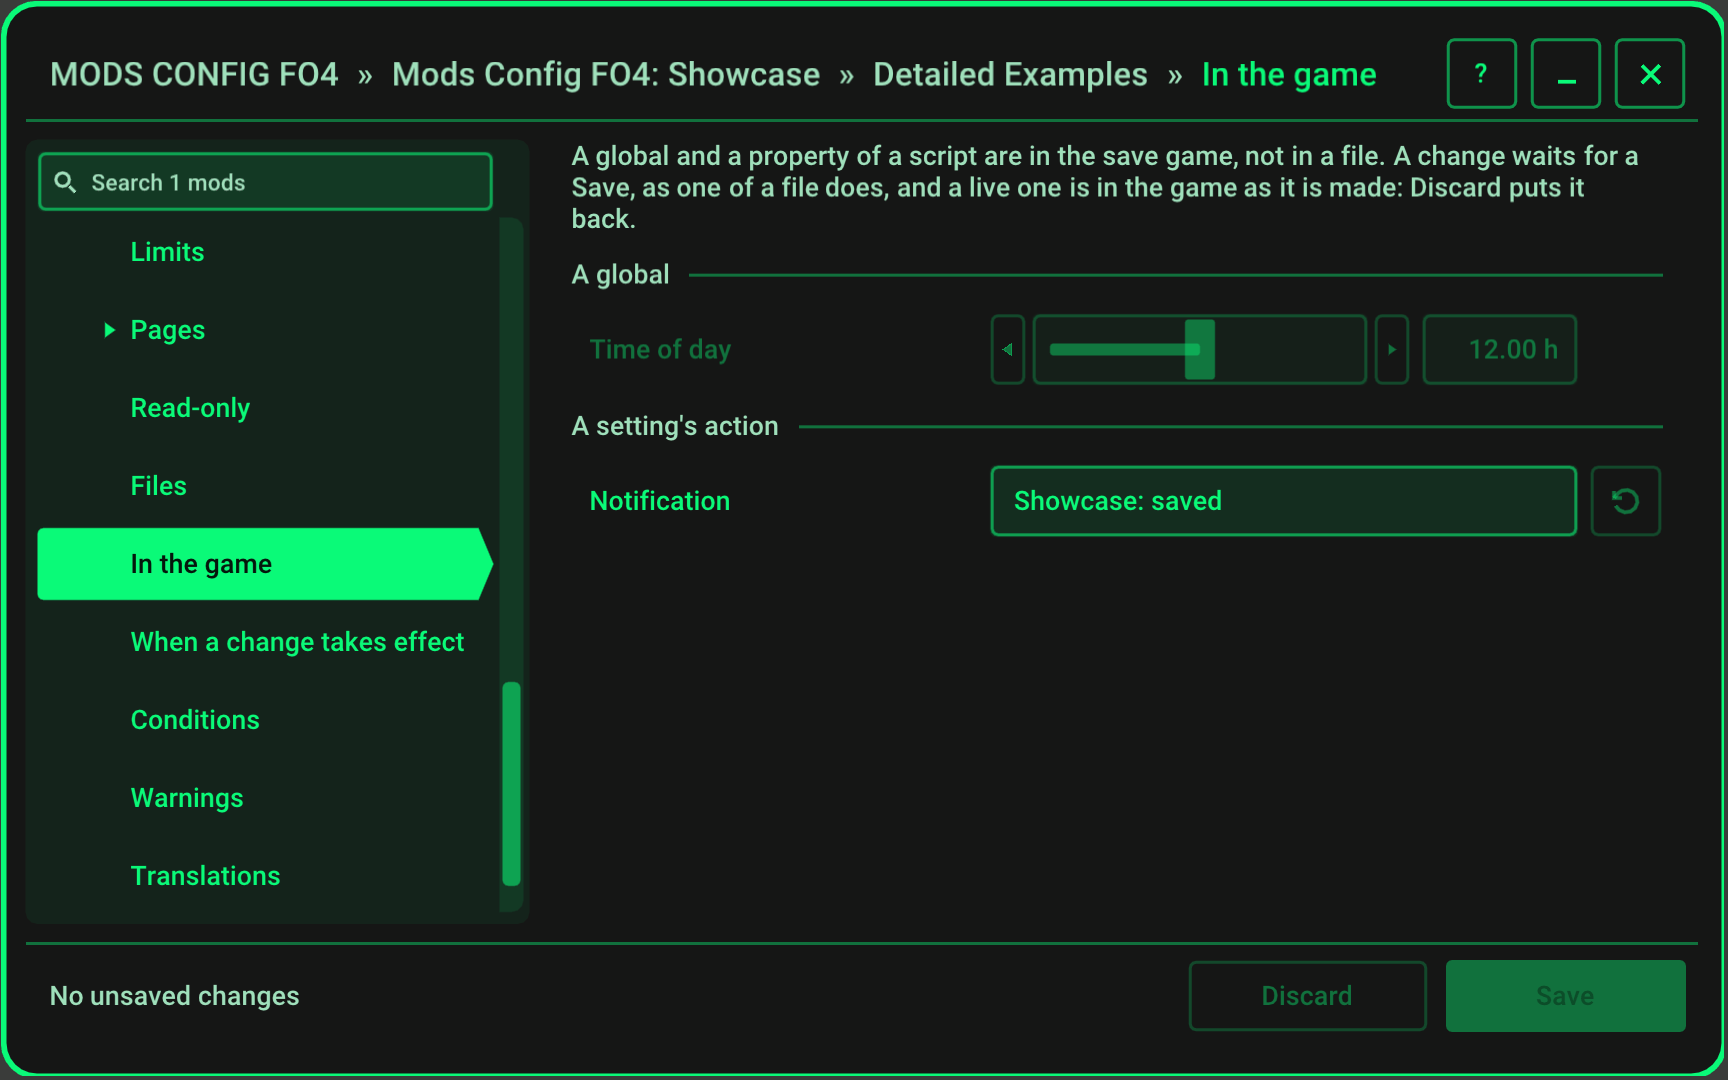 MODS CONFIG FO4 » Mods Config FO4: Showcase » Detailed Examples » In the game
?
Search 1 mods
Limits
Pages
Read-only
Files
In the game
When a change takes effect
Conditions
Warnings
Translations
A global and a property of a script are in the save game, not in a file. A change waits for a
Save, as one of a file does, and a live one is in the game as it is made: Discard puts it
back.
A global
Time of day
12.00 h
A setting's action
Notification
Showcase: saved
No unsaved changes
Discard
Save